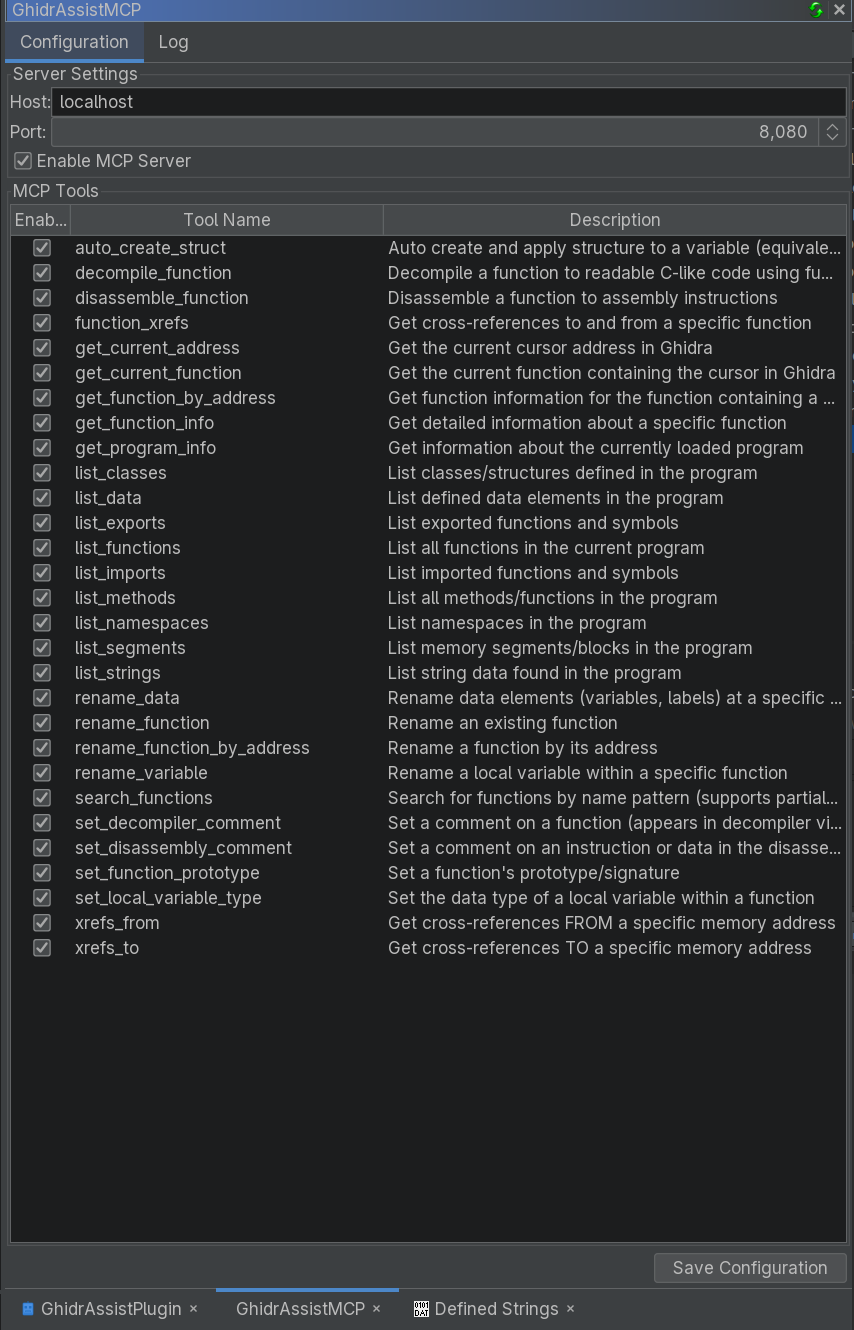 GhidrAssistMCP
Configuration Log
Server Settings
Host: localhost
Port: 8,080
Enable MCP Server
MCP Tools
Enab... Tool Name Description
auto_create_struct Auto create and apply structure to a variable (equivale...
decompile_function Decompile a function to readable C-like code using fu...
disassemble_function Disassemble a function to assembly instructions
function_xrefs Get cross-references to and from a specific function
get_current_address Get the current cursor address in Ghidra
get_current_function Get the current function containing the cursor in Ghidra
get_function_by_address Get function information for the function containing a ...
get_function_info Get detailed information about a specific function
get_program_info Get information about the currently loaded program
list_classes List classes/structures defined in the program
list_data List defined data elements in the program
list_exports List exported functions and symbols
list_functions List all functions in the current program
list_imports List imported functions and symbols
list_methods List all methods/functions in the program
list_namespaces List namespaces in the program
list_segments List memory segments/blocks in the program
list_strings List string data found in the program
rename_data Rename data elements (variables, labels) at a specific ...
rename_function Rename an existing function
rename_function_by_address Rename a function by its address
rename_variable Rename a local variable within a specific function
search_functions Search for functions by name pattern (supports partial...
set_decompiler_comment Set a comment on a function (appears in decompiler vi...
set_disassembly_comment Set a comment on an instruction or data in the disasse...
set_function_prototype Set a function's prototype/signature
set_local_variable_type Set the data type of a local variable within a function
xrefs_from Get cross-references FROM a specific memory address
xrefs_to Get cross-references TO a specific memory address
Save Configuration
GhidrAssistPlugin × GhidrAssistMCP × 0101 DAT Defined Strings ×